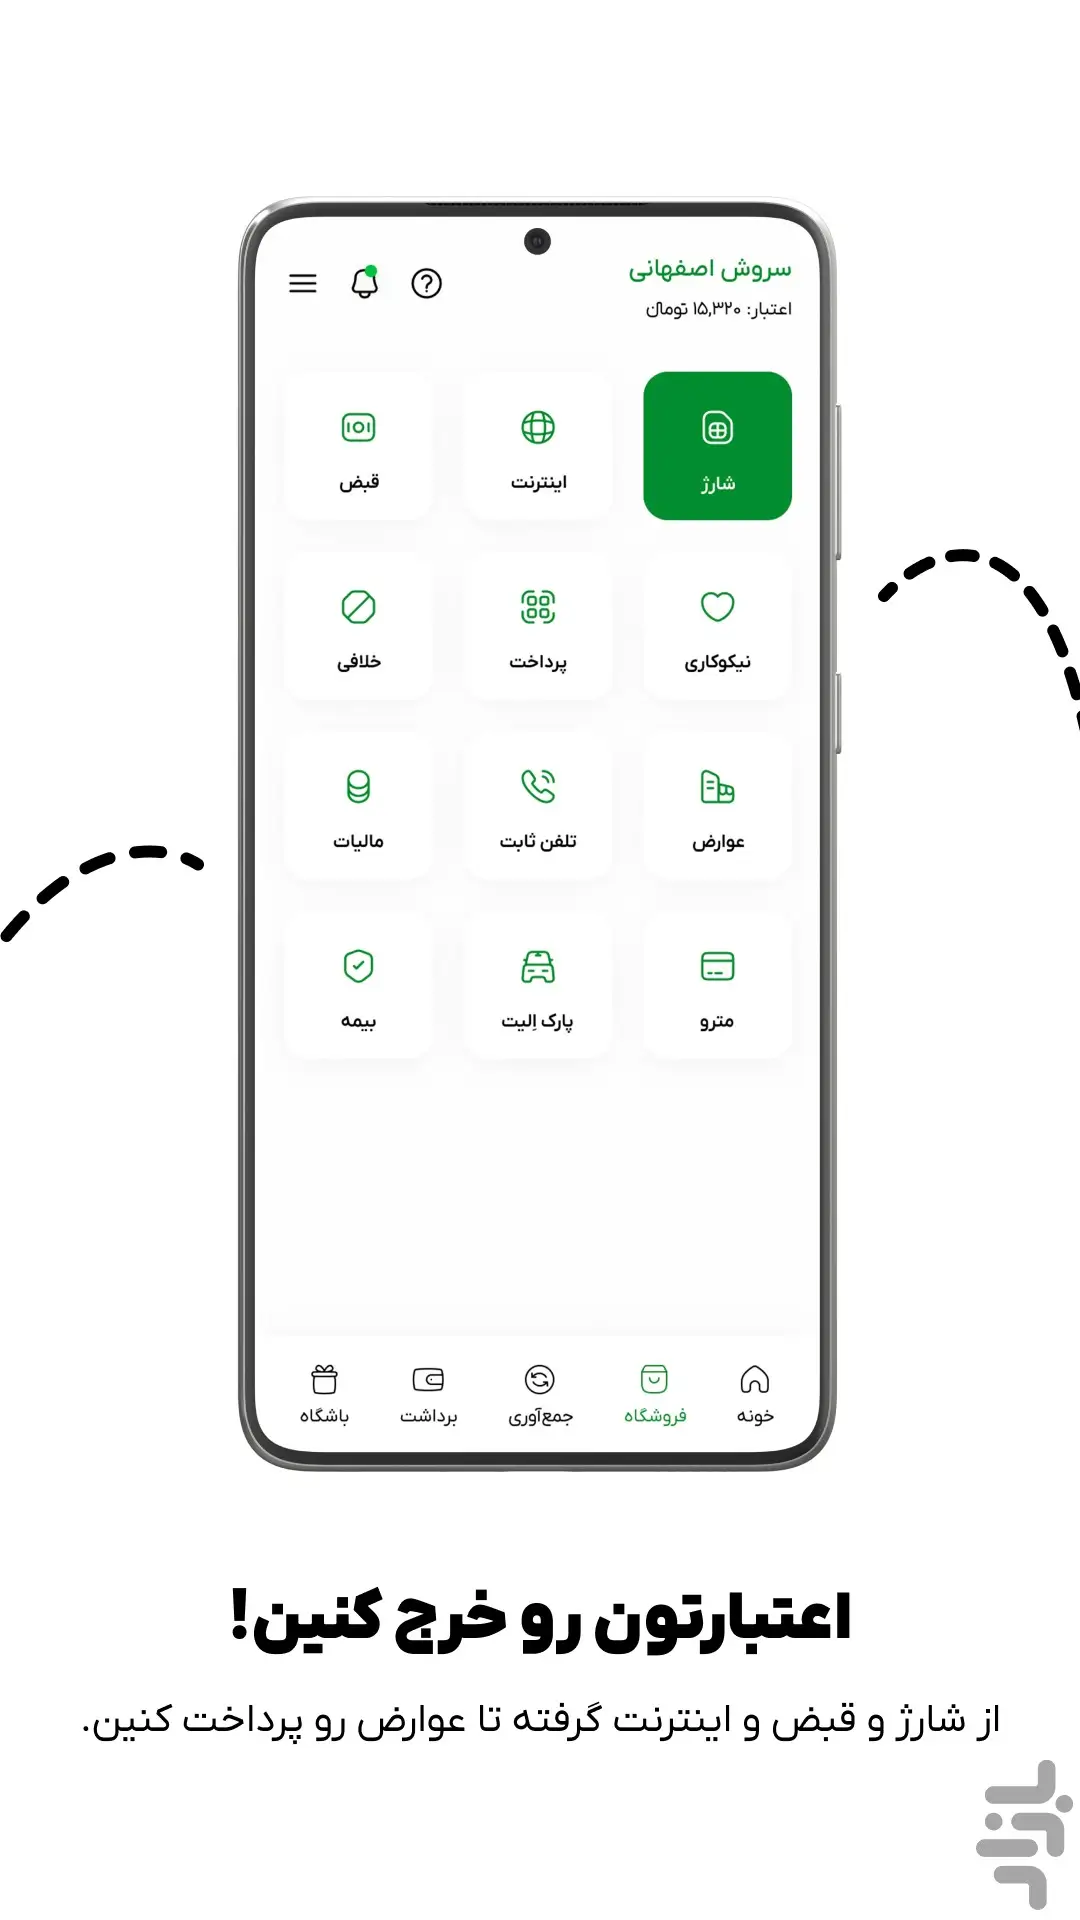 سروش اصفهانی
اعتبار: ۱۵,۳۲۰ تومان
شارژ
اینترنت
قبض
نیکوکاری
پرداخت
خلافی
عوارض
تلفن ثابت
مالیات
مترو
پارک اِلیت
بیمه
خونه
فروشگاه
جمع‌آوری
برداشت
باشگاه
اعتبارتون رو خرج کنین!
از شارژ و قبض و اینترنت گرفته تا عوارض رو پرداخت کنین.
بازار